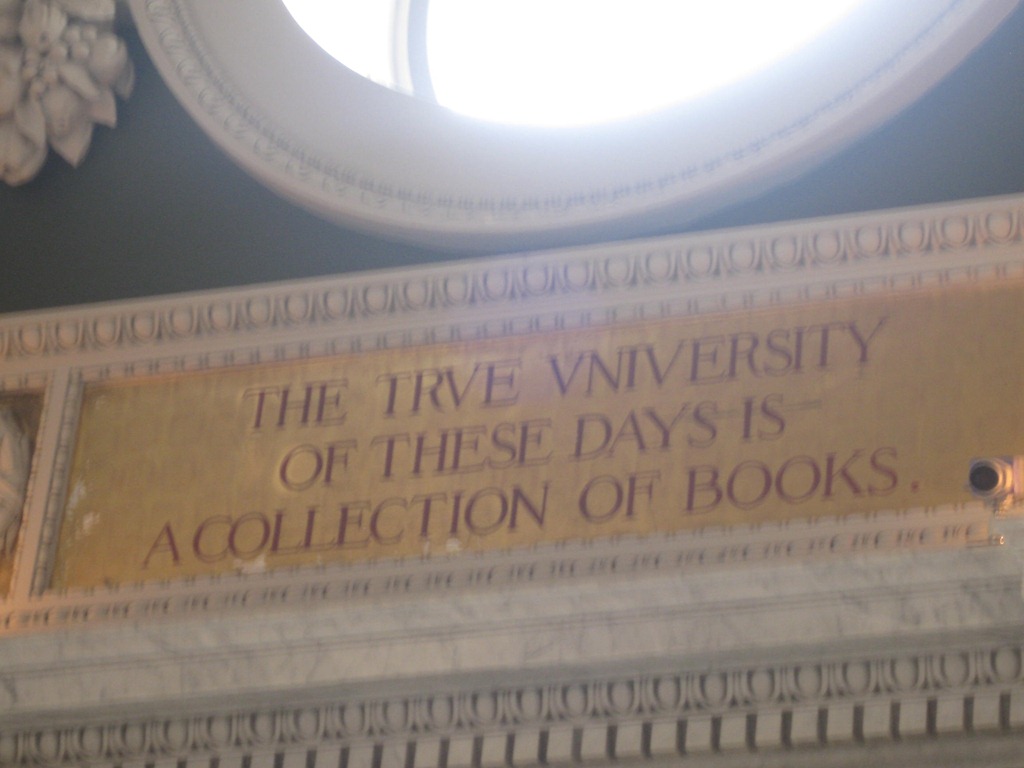 THE TRVE VNIVERSITY
OF THESE DAYS IS
A COLLECTION OF BOOKS.